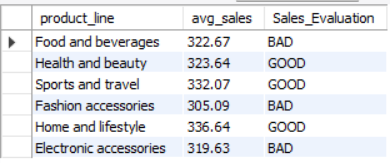 product_line avg_sales Sales_Evaluation
Food and beverages 322.67 BAD
Health and beauty 323.64 GOOD
Sports and travel 332.07 GOOD
Fashion accessories 305.09 BAD
Home and lifestyle 336.64 GOOD
Electronic accessories 319.63 BAD